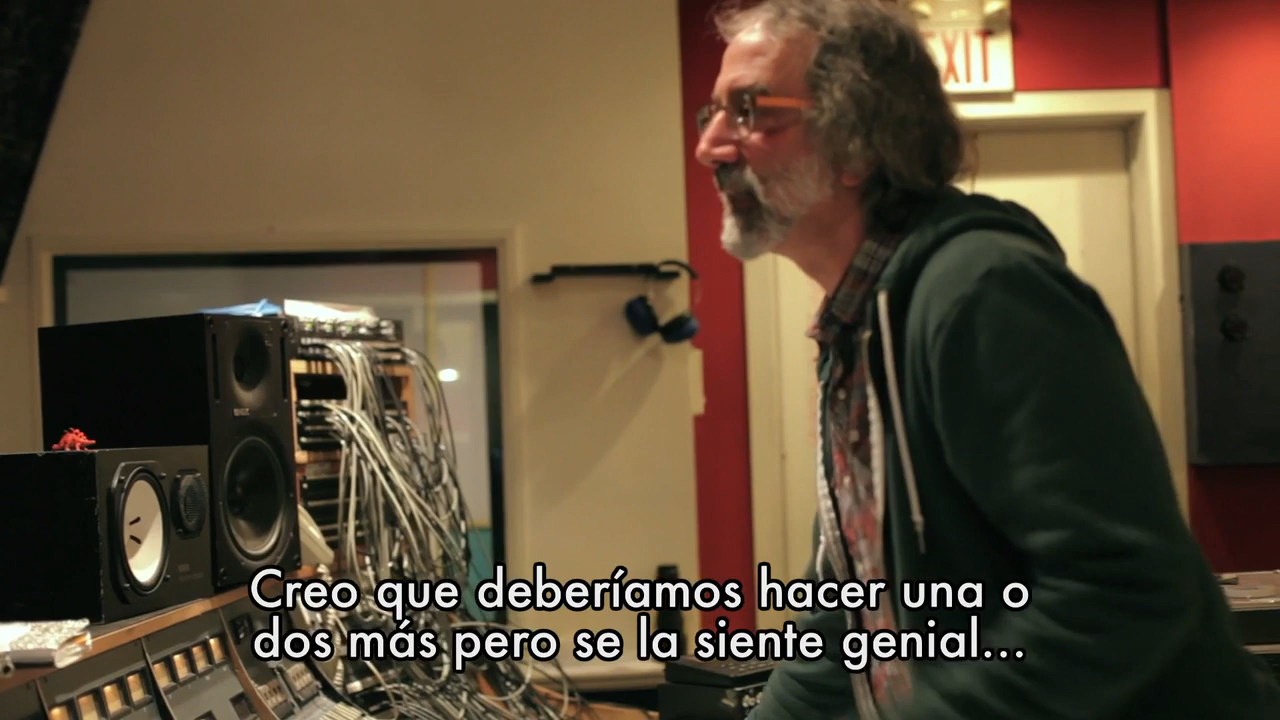 EXIT
Creo que deberíamos hacer una o
dos más pero se la siente genial...